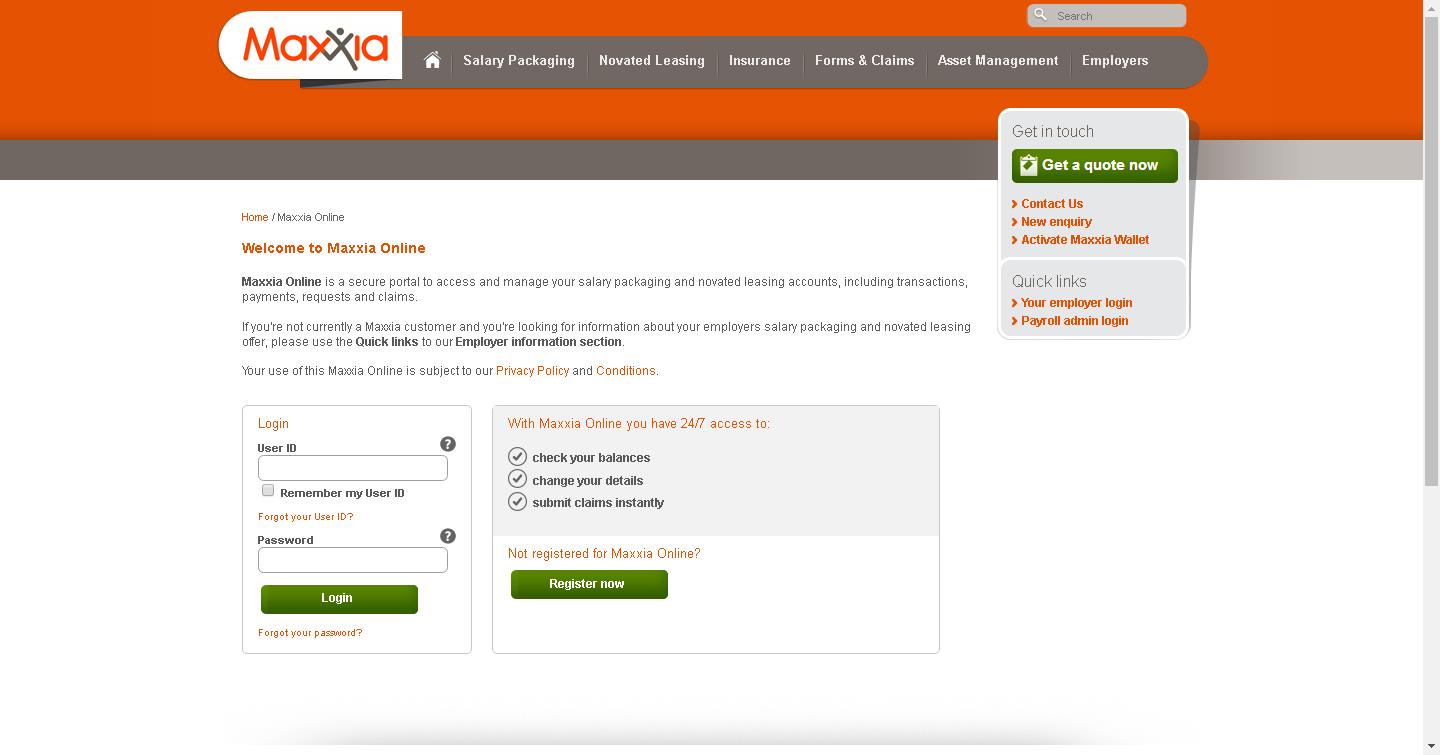 Maxxia
Search
Salary Packaging
Novated Leasing
Insurance
Forms & Claims
Asset Management
Employers
Get in touch
Get a quote now
Contact Us
New enquiry
Activate Maxxia Wallet
Quick links
Your employer login
Payroll admin login
Home / Maxxia Online
Welcome to Maxxia Online
Maxxia Online is a secure portal to access and manage your salary packaging and novated leasing accounts, including transactions,
payments, requests and claims.
If you're not currently a Maxxia customer and you're looking for information about your employers salary packaging and novated leasing
offer, please use the Quick links to our Employer information section.
Your use of this Maxxia Online is subject to our Privacy Policy and Conditions.
Login
User ID
?
Remember my User ID
Forgot your User ID?
Password
?
Login
Forgot your password?
With Maxxia Online you have 24/7 access to:
check your balances
change your details
submit claims instantly
Not registered for Maxxia Online?
Register now